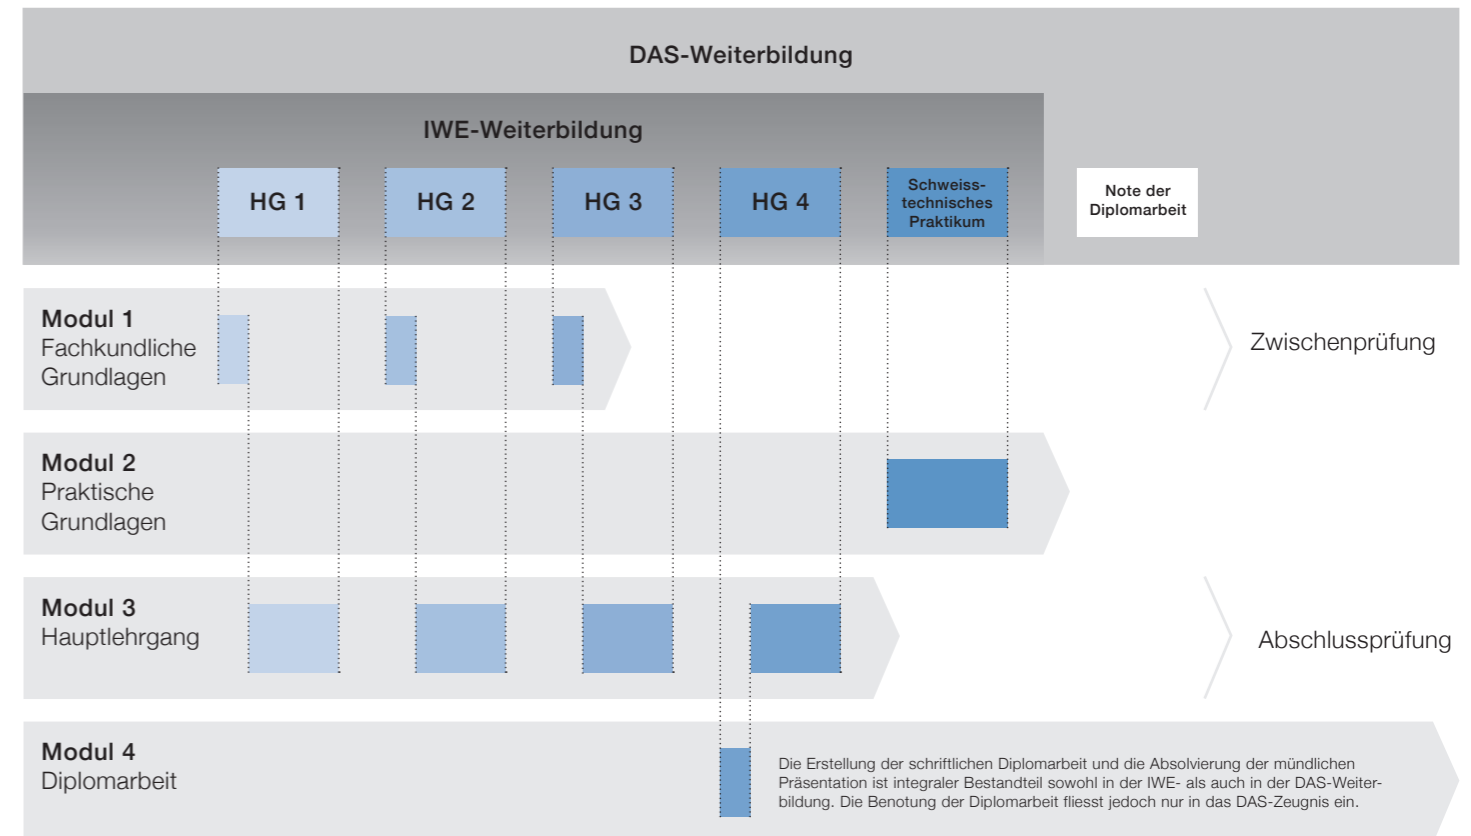 DAS-Weiterbildung
IWE-Weiterbildung
HG 1
HG 2
HG 3
HG 4
Schweiss-
technisches
Praktikum
Note der
Diplomarbeit
Modul 1
Fachkundliche
Grundlagen
Zwischenprüfung
Modul 2
Praktische
Grundlagen
Modul 3
Hauptlehrgang
Abschlussprüfung
Modul 4
Diplomarbeit
Die Erstellung der schriftlichen Diplomarbeit und die Absolvierung der mündlichen
Präsentation ist integraler Bestandteil sowohl in der IWE- als auch in der DAS-Weiter-
bildung. Die Benotung der Diplomarbeit fliesst jedoch nur in das DAS-Zeugnis ein.